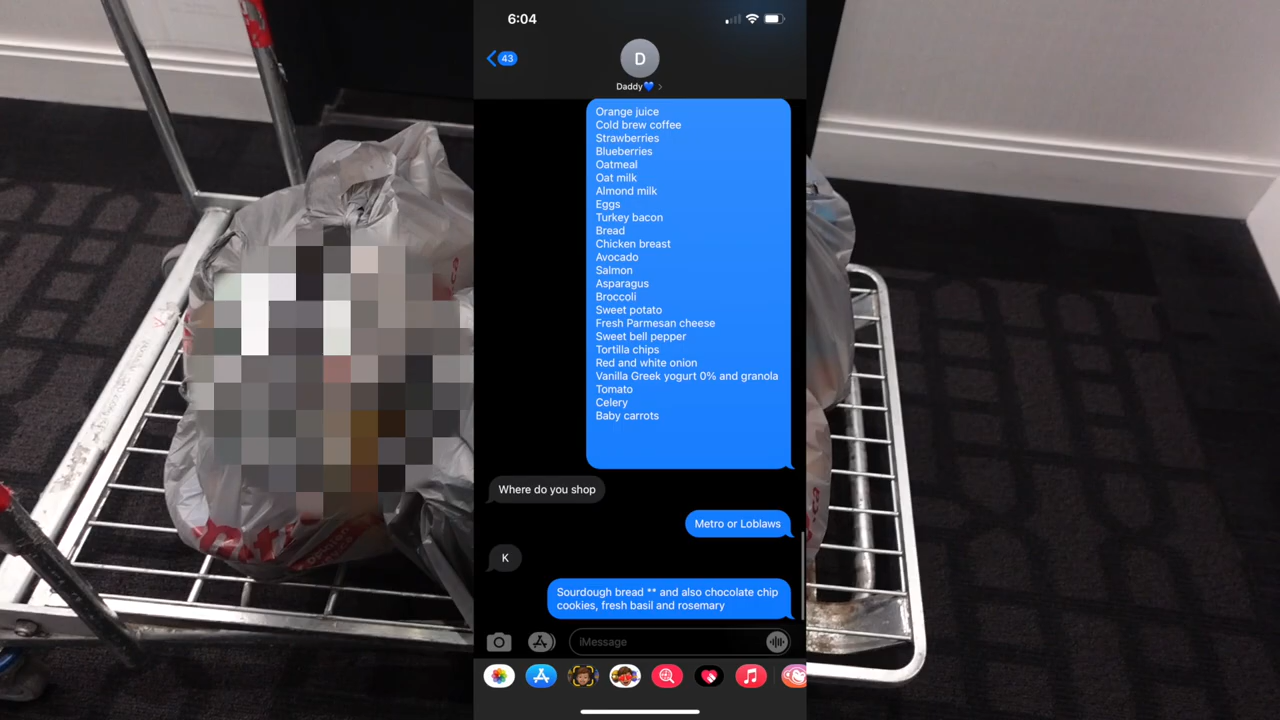 6:04
43
D
Daddy💙
Orange juice
Cold brew coffee
Strawberries
Blueberries
Oatmeal
Oat milk
Almond milk
Eggs
Turkey bacon
Bread
Chicken breast
Avocado
Salmon
Asparagus
Broccoli
Sweet potato
Fresh Parmesan cheese
Sweet bell pepper
Tortilla chips
Red and white onion
Vanilla Greek yogurt 0% and granola
Tomato
Celery
Baby carrots
Where do you shop
Metro or Loblaws
K
Sourdough bread ** and also chocolate chip
cookies, fresh basil and rosemary
iMessage